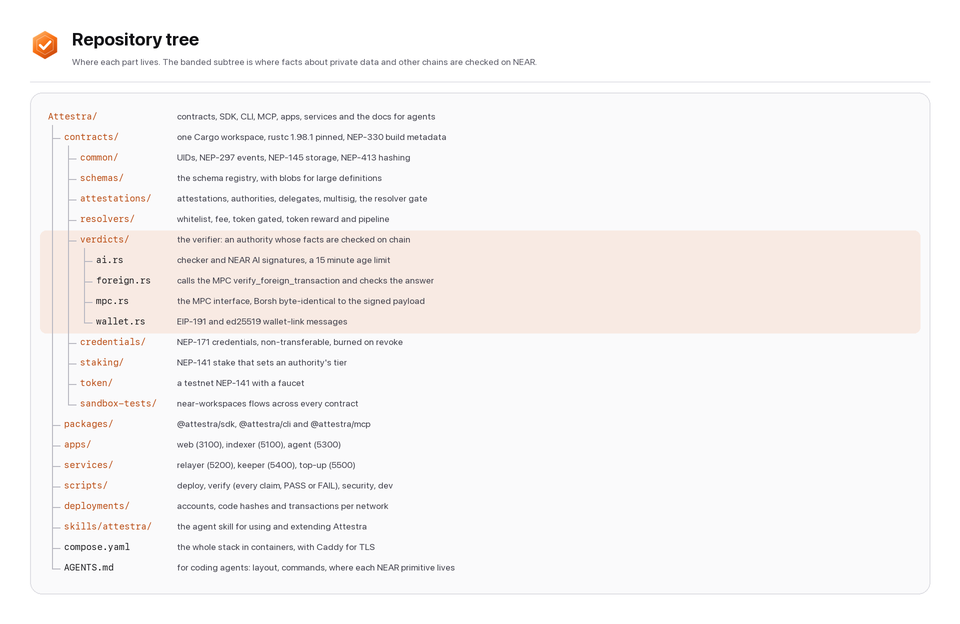 Repository tree
Where each part lives. The banded subtree is where facts about private data and other chains are checked on NEAR.
Attestra/ contracts, SDK, CLI, MCP, apps, services and the docs for agents
contracts/ one Cargo workspace, rustc 1.98.1 pinned, NEP-330 build metadata
common/ UIDs, NEP-297 events, NEP-145 storage, NEP-413 hashing
schemas/ the schema registry, with blobs for large definitions
attestations/ attestations, authorities, delegates, multisig, the resolver gate
resolvers/ whitelist, fee, token gated, token reward and pipeline
verdicts/ the verifier: an authority whose facts are checked on chain
ai.rs checker and NEAR AI signatures, a 15 minute age limit
foreign.rs calls the MPC verify_foreign_transaction and checks the answer
mpc.rs the MPC interface, Borsh byte-identical to the signed payload
wallet.rs EIP-191 and ed25519 wallet-link messages
credentials/ NEP-171 credentials, non-transferable, burned on revoke
staking/ NEP-141 stake that sets an authority's tier
token/ a testnet NEP-141 with a faucet
sandbox-tests/ near-workspaces flows across every contract
packages/ @attestra/sdk, @attestra/cli and @attestra/mcp
apps/ web (3100), indexer (5100), agent (5300)
services/ relayer (5200), keeper (5400), top-up (5500)
scripts/ deploy, verify (every claim, PASS or FAIL), security, dev
deployments/ accounts, code hashes and transactions per network
skills/attestra/ the agent skill for using and extending Attestra
compose.yaml the whole stack in containers, with Caddy for TLS
AGENTS.md for coding agents: layout, commands, where each NEAR primitive lives